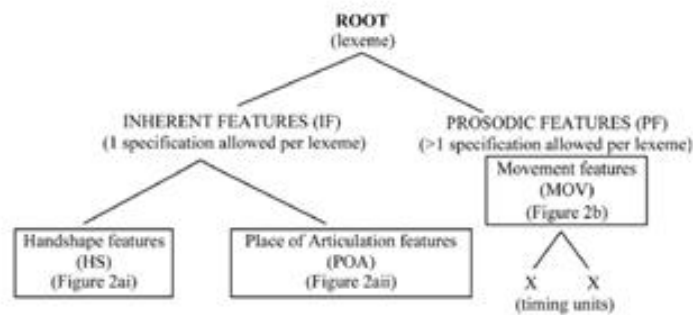 ROOT
(lexeme)
INHERENT FEATURES (IF)
(1 specification allowed per lexeme)
PROSODIC FEATURES (PF)
(>1 specification allowed per lexeme)
Movement features
(MOV)
(Figure 2b)
Handshape features
(HS)
(Figure 2ai)
Place of Articulation features
(POA)
(Figure 2aii)
X X
(timing units)